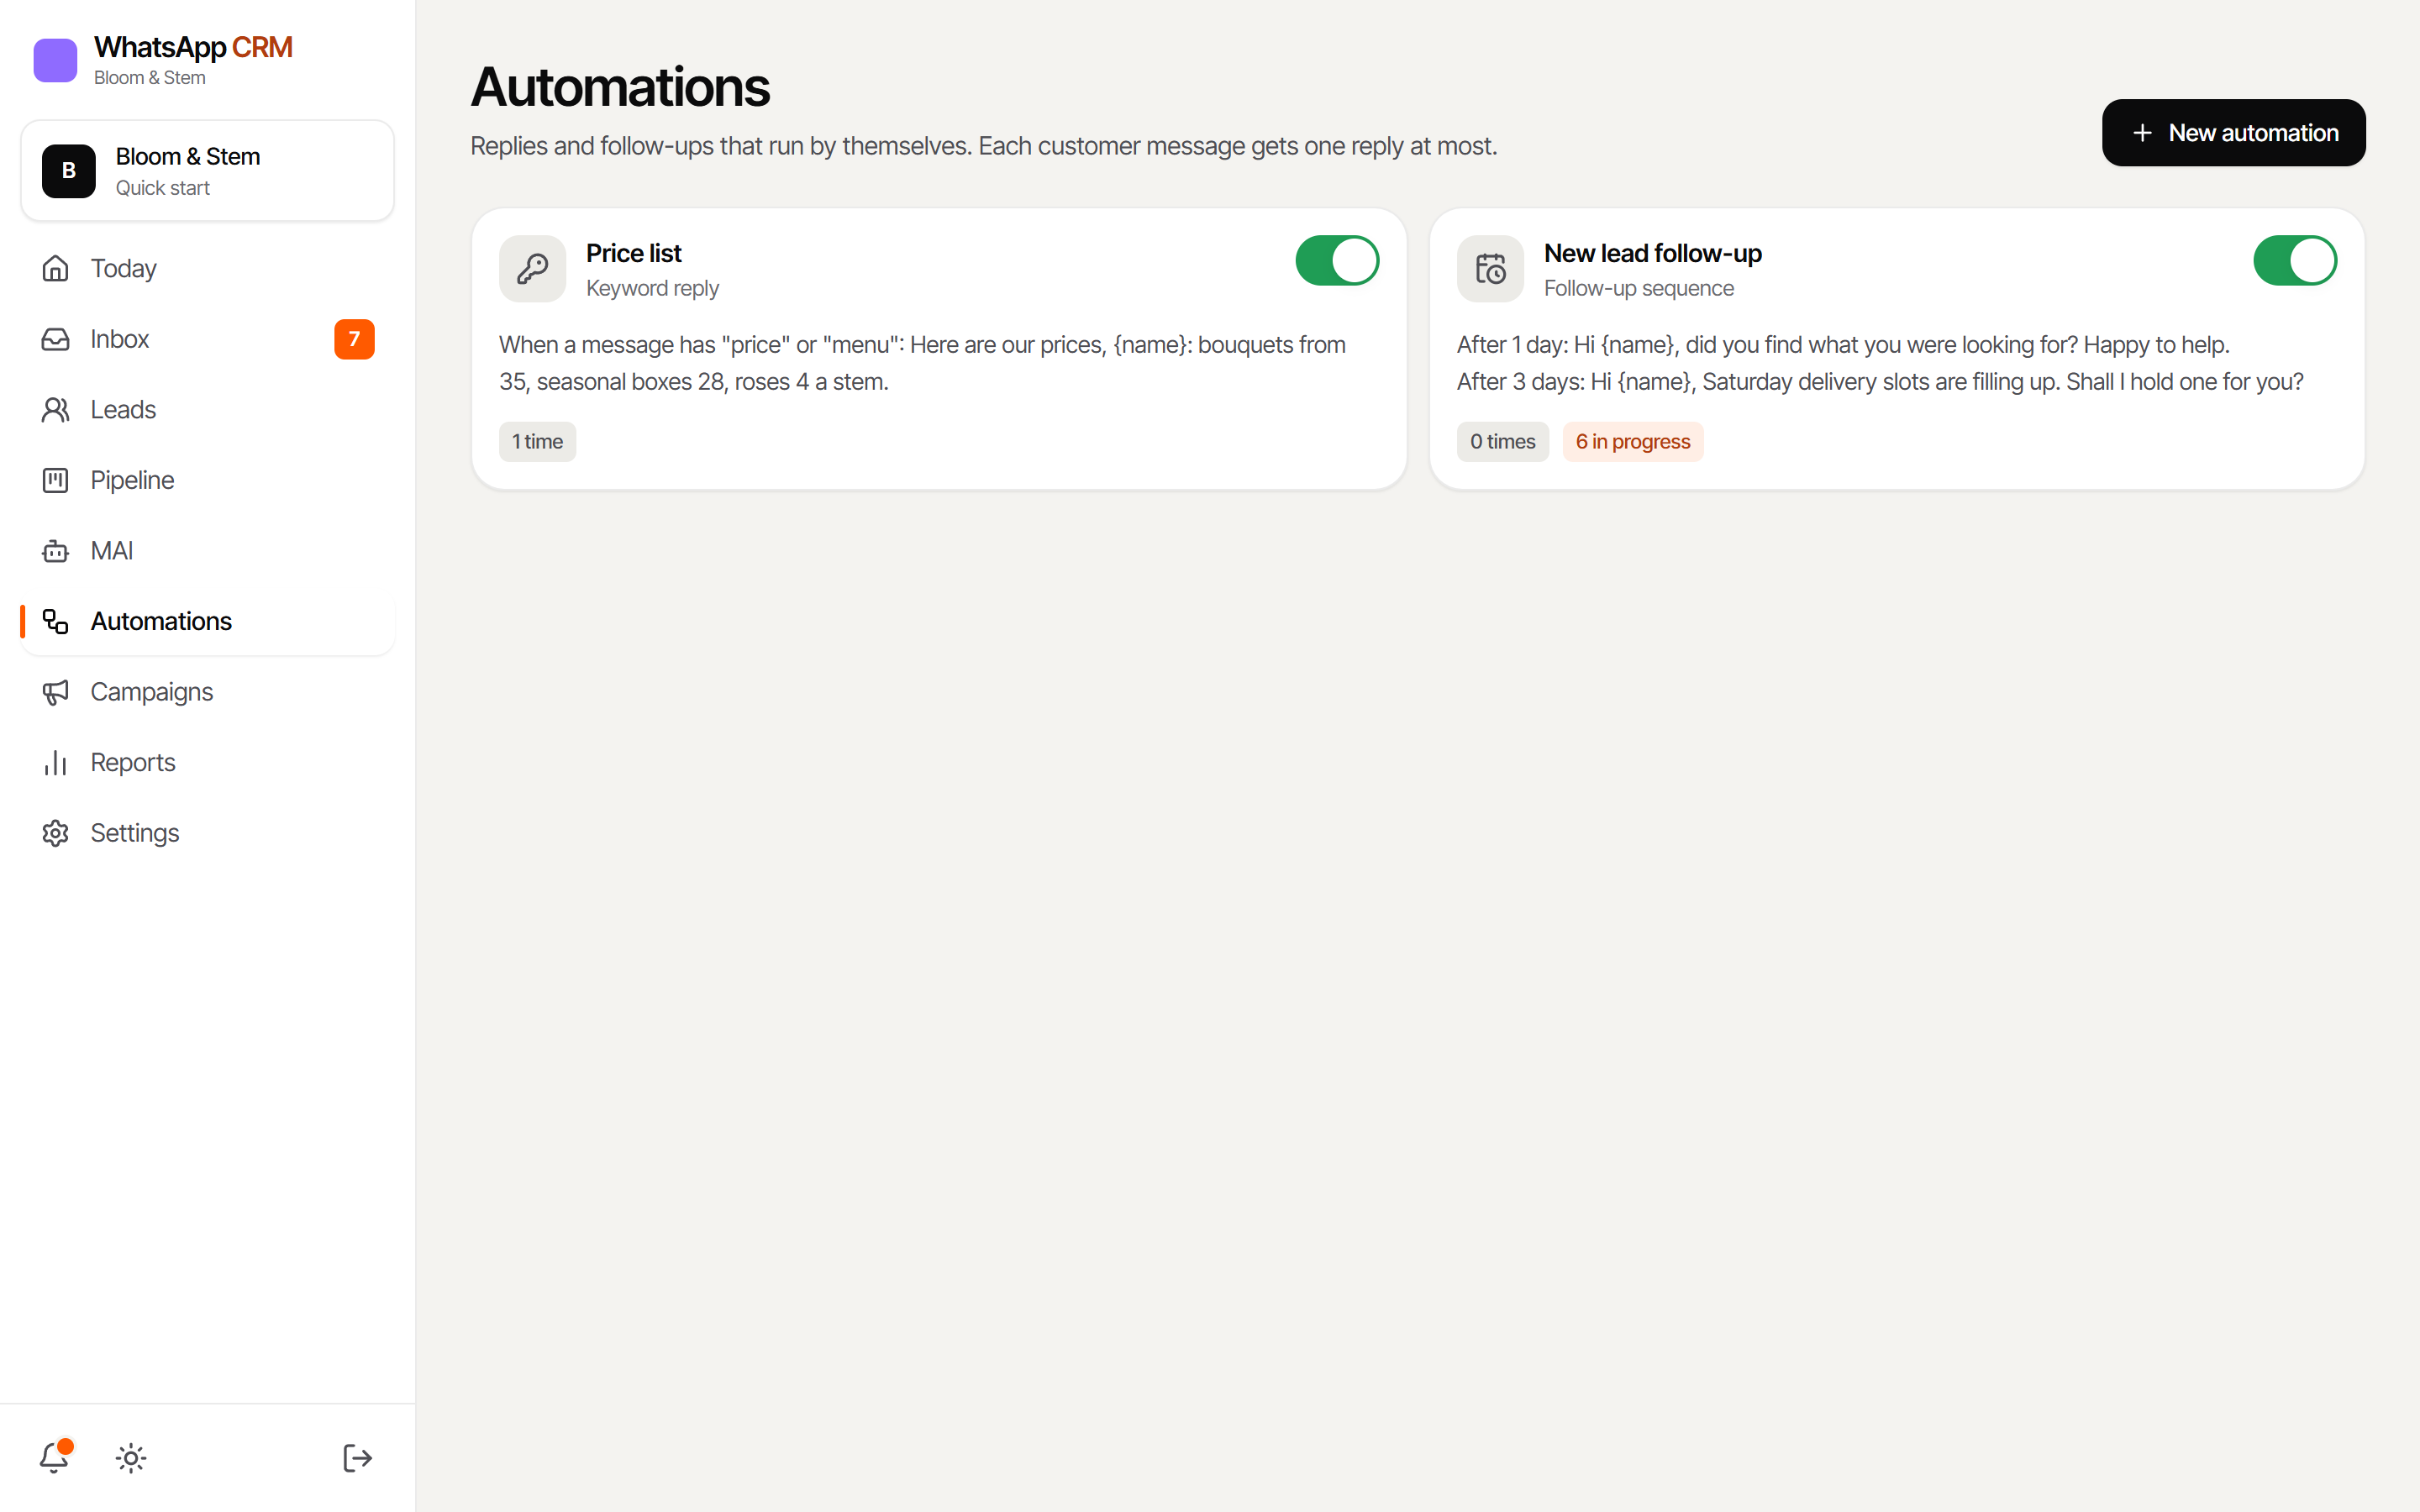 WhatsApp CRM
Bloom & Stem
B
Bloom & Stem
Quick start
Today
Inbox
7
Leads
Pipeline
MAI
Automations
Campaigns
Reports
Settings
Automations
Replies and follow-ups that run by themselves. Each customer message gets one reply at most.
New automation
Price list
Keyword reply
When a message has "price" or "menu": Here are our prices, {name}: bouquets from
35, seasonal boxes 28, roses 4 a stem.
1 time
New lead follow-up
Follow-up sequence
After 1 day: Hi {name}, did you find what you were looking for? Happy to help.
After 3 days: Hi {name}, Saturday delivery slots are filling up. Shall I hold one for you?
0 times
6 in progress